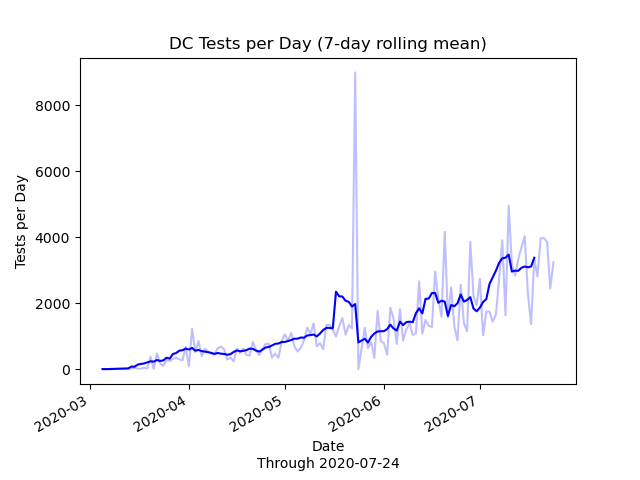 DC Tests per Day (7-day rolling mean)
8000
6000
4000
2000
0
Tests per Day
2020-03
2020-04
2020-05
2020-06
2020-07
Date
Through 2020-07-24